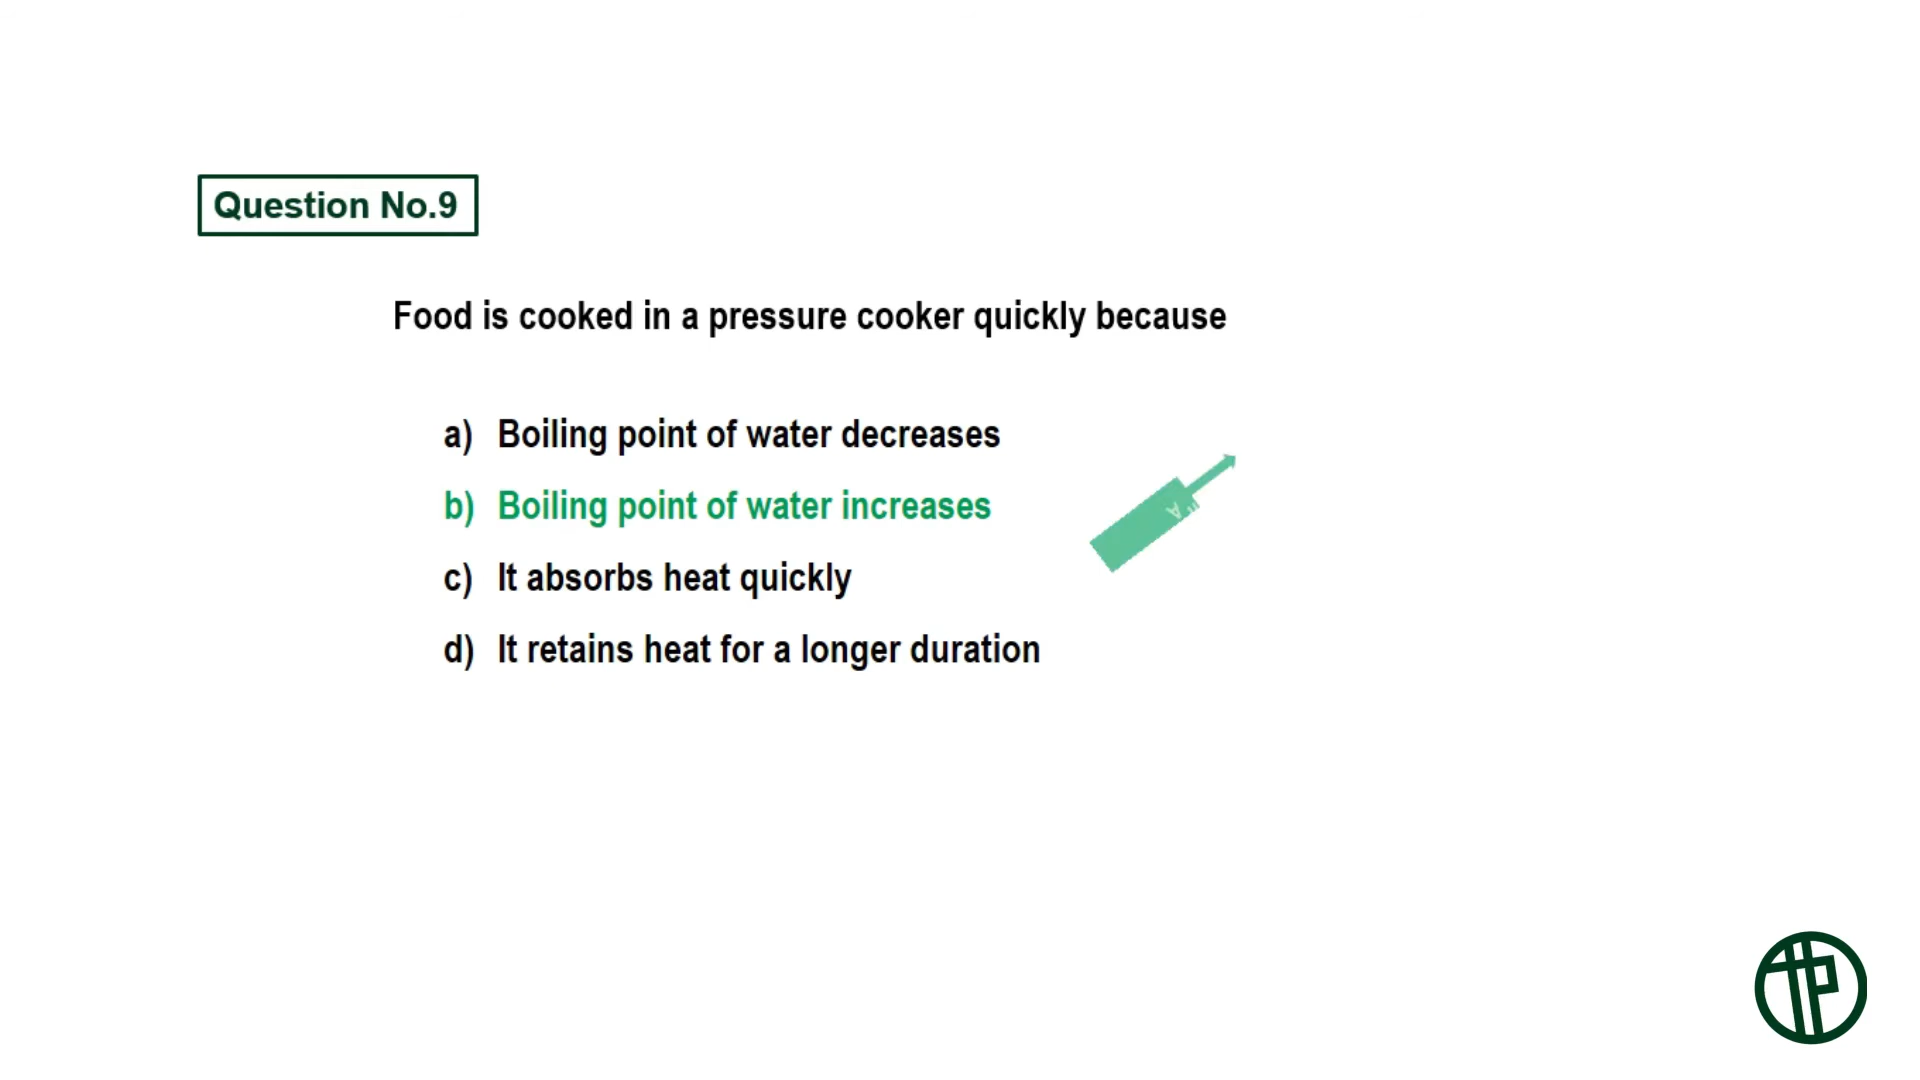 Question No.9
Food is cooked in a pressure cooker quickly because
a) Boiling point of water decreases
b) Boiling point of water increases
c) It absorbs heat quickly
d) It retains heat for a longer duration